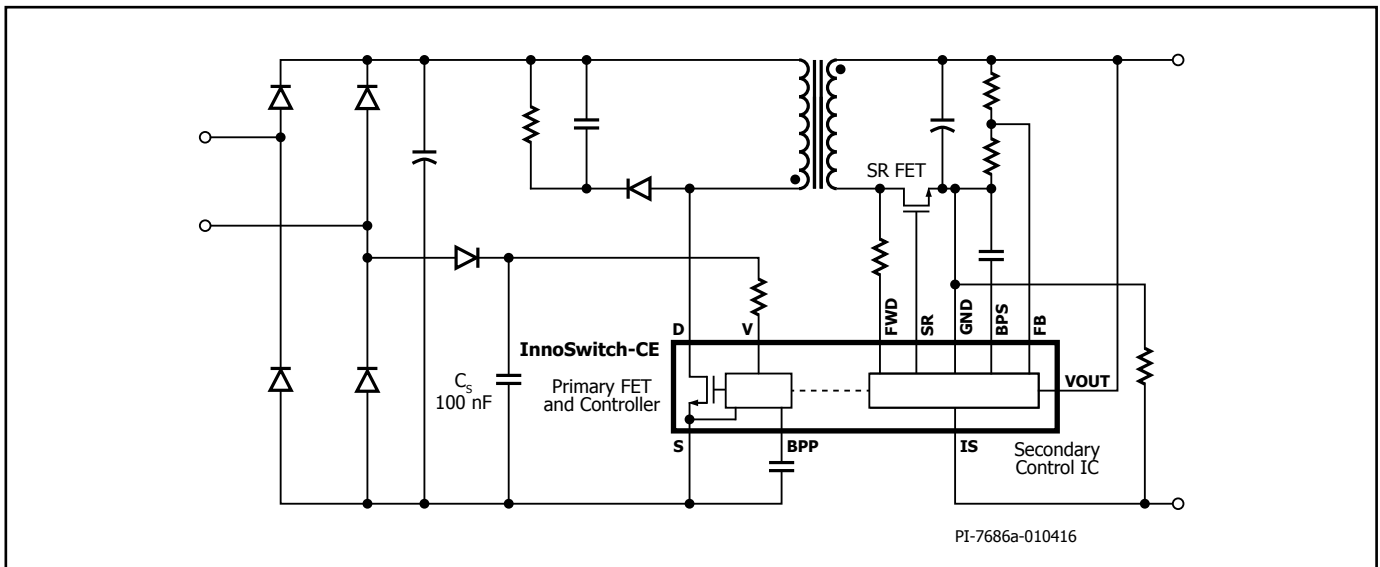 SR FET
FWD
SR
GND
BPS
FB
D
V
InnoSwitch-CE
Primary FET
and Controller
C_S
100 nF
VOUT
S
BPP
IS
Secondary
Control IC
PI-7686a-010416